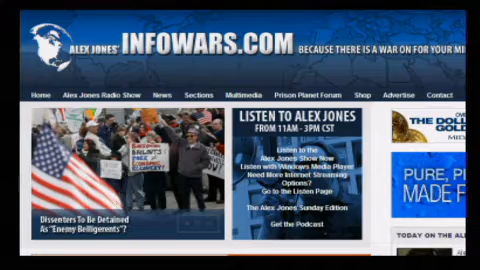 ALEX JONES' INFOWARS.COM BECAUSE THERE IS A WAR ON FOR YOUR MI
Home Alex Jones Radio Show News Sections Multimedia Prison Planet Forum Shop Advertise Contact
LISTEN TO ALEX JONES
FROM 11AM - 3PM CST
Listen to the
Alex Jones Show Now
Listen with Windows Media Player
Need More Internet Streaming
Options?
Go to the Listen Page
The Alex Jones Sunday Edition
Get the Podcast
Dissenters To Be Detained
As "Enemy Belligerents"?
THE DOLL
GOLD
PURE, P
MADE F
TODAY ON THE AL